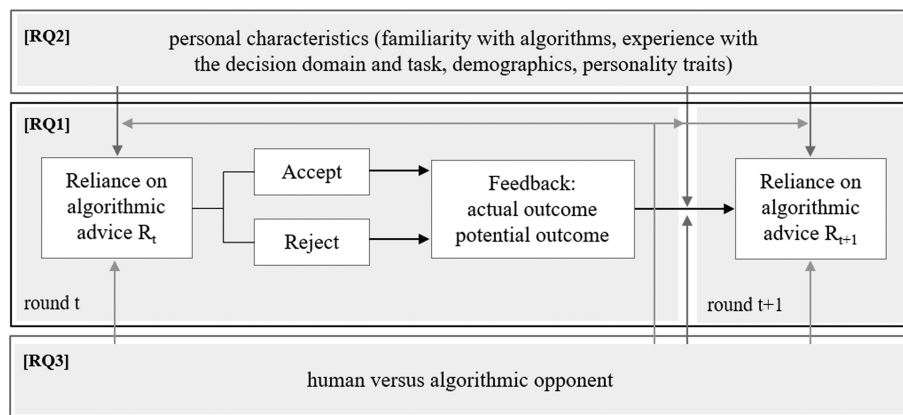 [RQ2]
personal characteristics (familiarity with algorithms, experience with
the decision domain and task, demographics, personality traits)
[RQ1]
Reliance on
algorithmic
advice Rt
Accept
Reject
Feedback:
actual outcome
potential outcome
Reliance on
algorithmic
advice Rt+1
round t
round t+1
[RQ3]
human versus algorithmic opponent